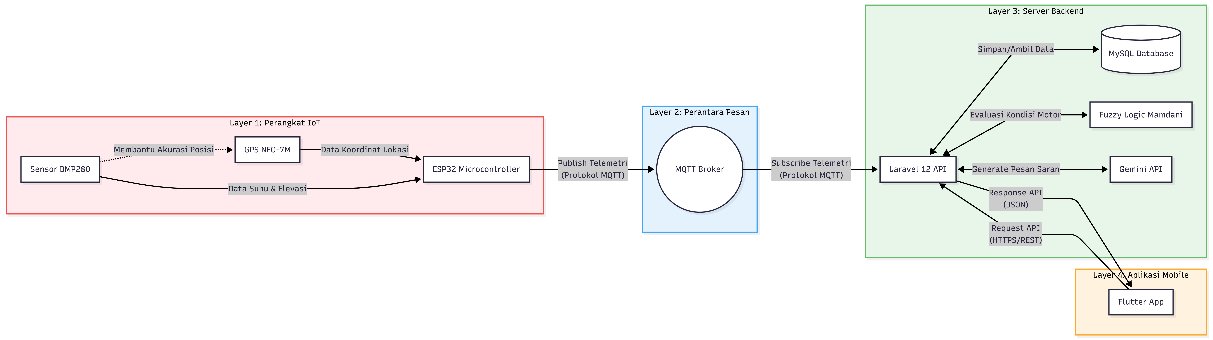 Layer 3: Server Backend
Simpan/Ambil Data
MySQL Database
Layer 1: Perangkat IoT
Layer 2: Perantara Pesan
Evaluasi Kondisi Motor
Fuzzy Logic Mamdani
Membantu Akurasi Posisi
GPS NEO-7M
Data Koordinat Lokasi
Sensor BMP280
ESP32 Microcontroller
Publish Telemetri
(Protokol MQTT)
MQTT Broker
Subscribe Telemetri
(Protokol MQTT)
Laravel 12 API
Generate Pesan Saran
Gemini API
Data Suhu & Elevasi
Response API
(JSON)
Request API
(HTTPS/REST)
Layer 4: Aplikasi Mobile
Flutter App